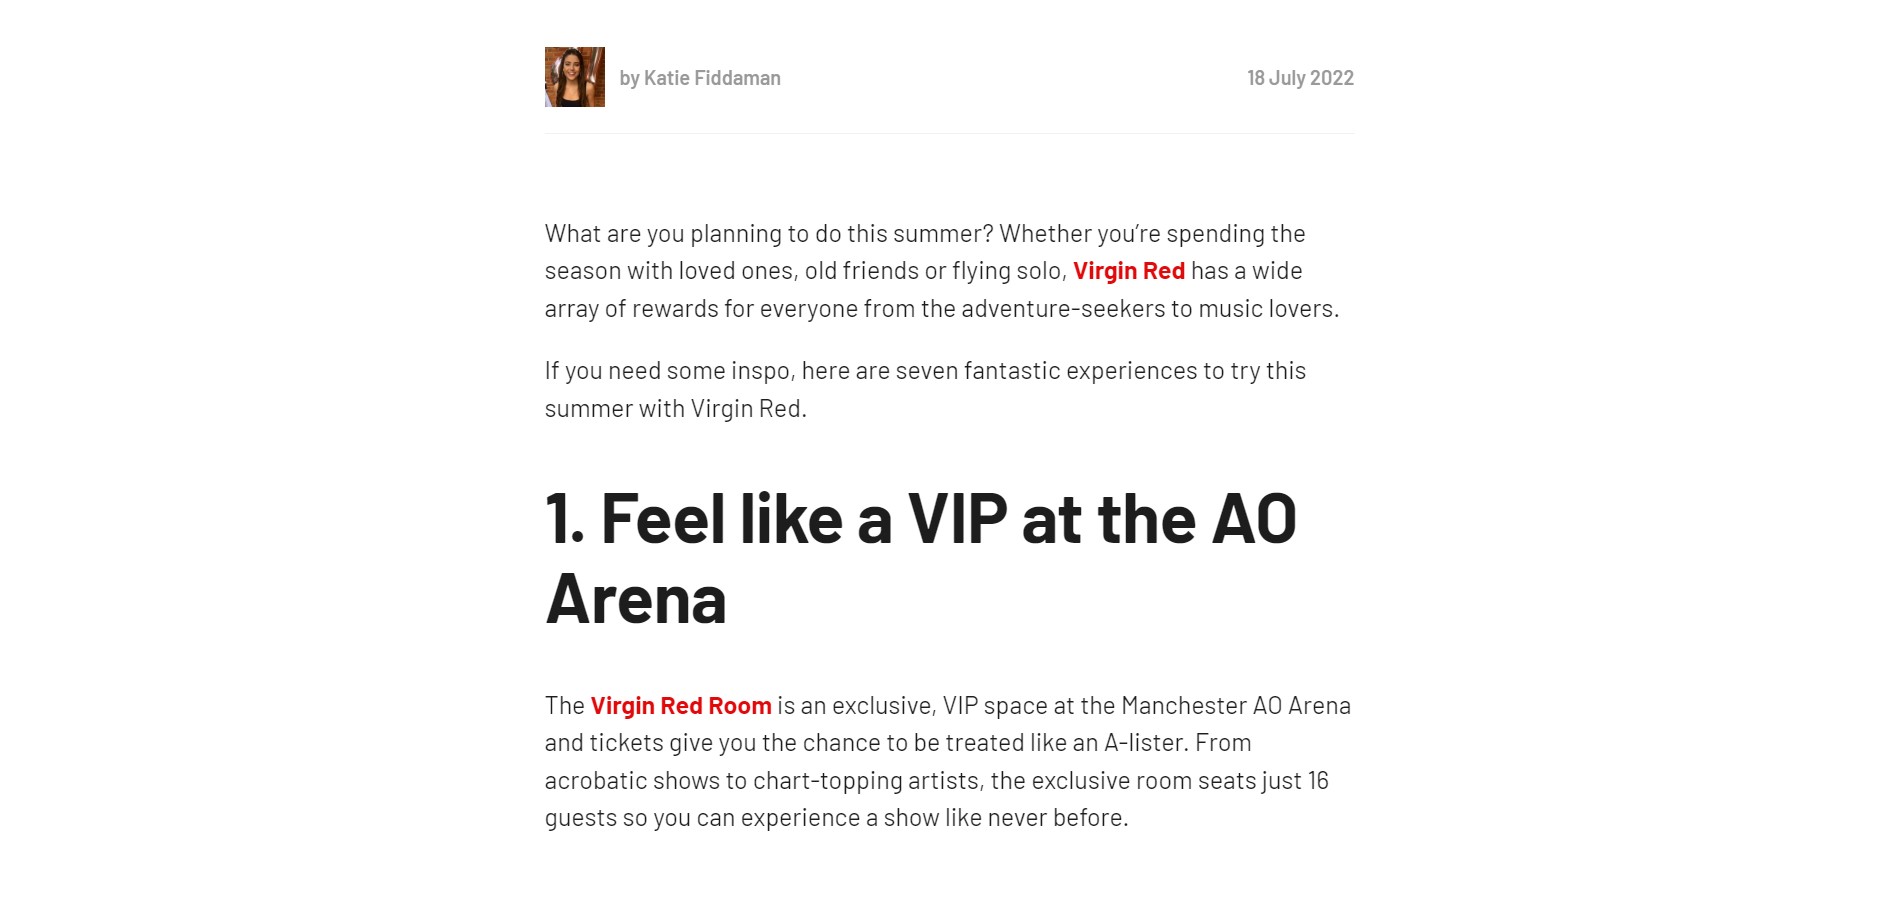 by Katie Fiddaman
18 July 2022
What are you planning to do this summer? Whether you’re spending the
season with loved ones, old friends or flying solo, Virgin Red has a wide
array of rewards for everyone from the adventure-seekers to music lovers.
If you need some inspo, here are seven fantastic experiences to try this
summer with Virgin Red.
1. Feel like a VIP at the AO
Arena
The Virgin Red Room is an exclusive, VIP space at the Manchester AO Arena
and tickets give you the chance to be treated like an A-lister. From
acrobatic shows to chart-topping artists, the exclusive room seats just 16
guests so you can experience a show like never before.